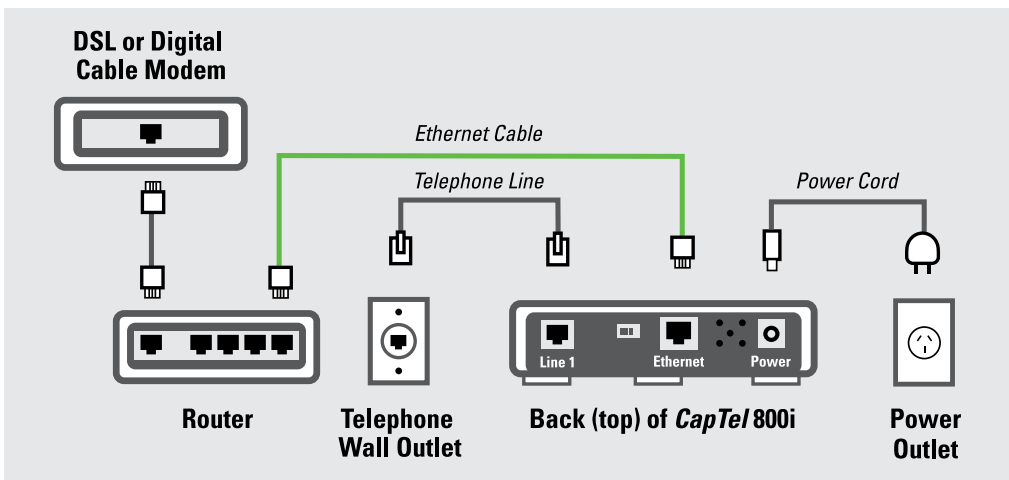 DSL or Digital
Cable Modem
Ethernet Cable
Telephone Line
Power Cord
Line 1
Ethernet
Power
Router
Telephone
Wall Outlet
Back (top) of CapTel 800i
Power
Outlet